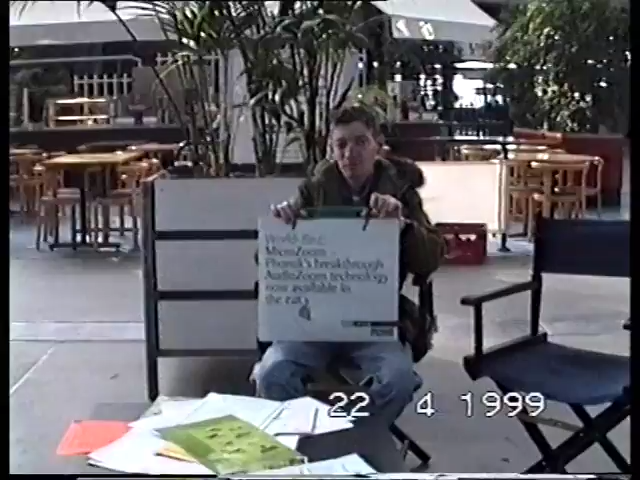 World first:
MicroZoom -
Phonak's breakthrough
AudioZoom technology
now available in
the ear.
22 4 1999